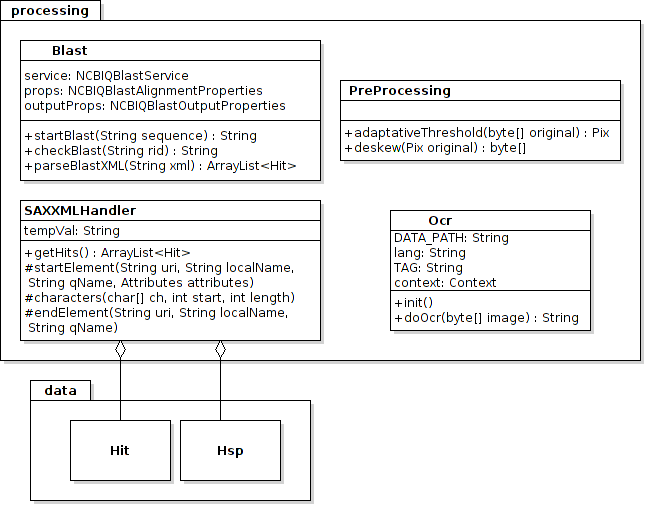 processing
Blast
service: NCBIQBlastService
props: NCBIQBlastAlignmentProperties
outputProps: NCBIQBlastOutputProperties
+startBlast(String sequence) : String
+checkBlast(String rid) : String
+parseBlastXML(String xml) : ArrayList<Hit>
PreProcessing
+adaptativeThreshold(byte[] original) : Pix
+deskew(Pix original) : byte[]
SAXXMLHandler
tempVal: String
+getHits() : ArrayList<Hit>
#startElement(String uri, String localName,
String qName, Attributes attributes)
#characters(char[] ch, int start, int length)
#endElement(String uri, String localName,
String qName)
Ocr
DATA_PATH: String
lang: String
TAG: String
context: Context
+init()
+doOcr(byte[] image) : String
data
Hit
Hsp